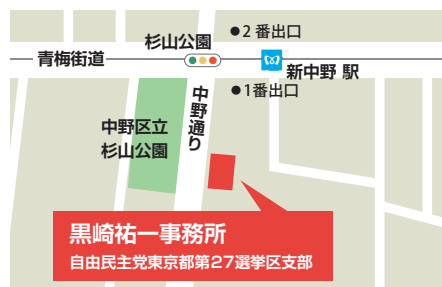 杉山公園
●2番出口
青梅街道
新中野 駅
●1番出口
中野通り
中野区立
杉山公園
黒崎祐一事務所
自由民主党東京都第27選挙区支部